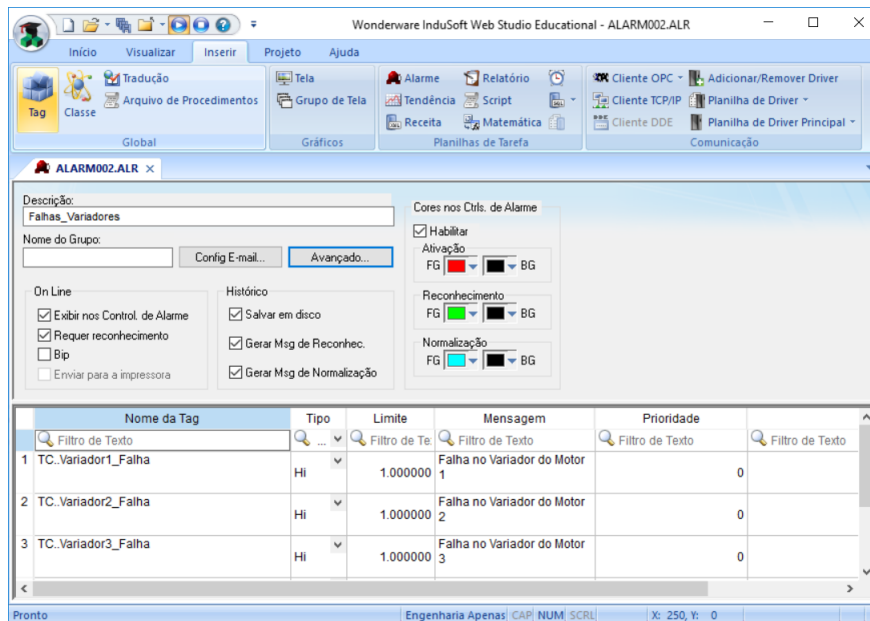 Wonderware InduSoft Web Studio Educational - ALARM002.ALR
Início Visualizar Inserir Projeto Ajuda
Tag
Classe
Tradução
Arquivo de Procedimentos
Global
Tela
Grupo de Tela
Gráficos
Alarme Relatório
Tendência Script
Receita Matemática
Planilhas de Tarefa
Cliente OPC Adicionar/Remover Driver
Cliente TCP/IP Planilha de Driver
Cliente DDE Planilha de Driver Principal
Comunicação
ALARM002.ALR
Descrição:
Falhas_Variadores
Nome do Grupo:
Config E-mail... Avançado...
On Line
Exibir nos Control. de Alarme
Requer reconhecimento
Bip
Enviar para a impressora
Histórico
Salvar em disco
Gerar Msg de Reconhec.
Gerar Msg de Normalização
Cores nos Ctrls. de Alarme
Habilitar
Ativação
FG BG
Reconhecimento
FG BG
Normalização
FG BG
Nome da Tag Tipo Limite Mensagem Prioridade
Filtro de Texto ... Filtro de Te: Filtro de Texto Filtro de Texto Filtro de Texto
1 TC..Variador1_Falha Hi 1.000000 Falha no Variador do Motor
1 0
2 TC..Variador2_Falha Hi 1.000000 Falha no Variador do Motor
2 0
3 TC..Variador3_Falha Hi 1.000000 Falha no Variador do Motor
3 0
Pronto Engenharia Apenas CAP NUM SCRL X: 250, Y: 0